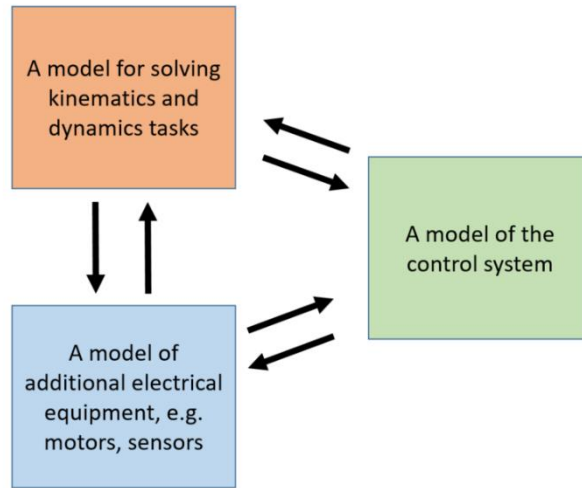 A model for solving
kinematics and
dynamics tasks
A model of the
control system
A model of
additional electrical
equipment, e.g.
motors, sensors